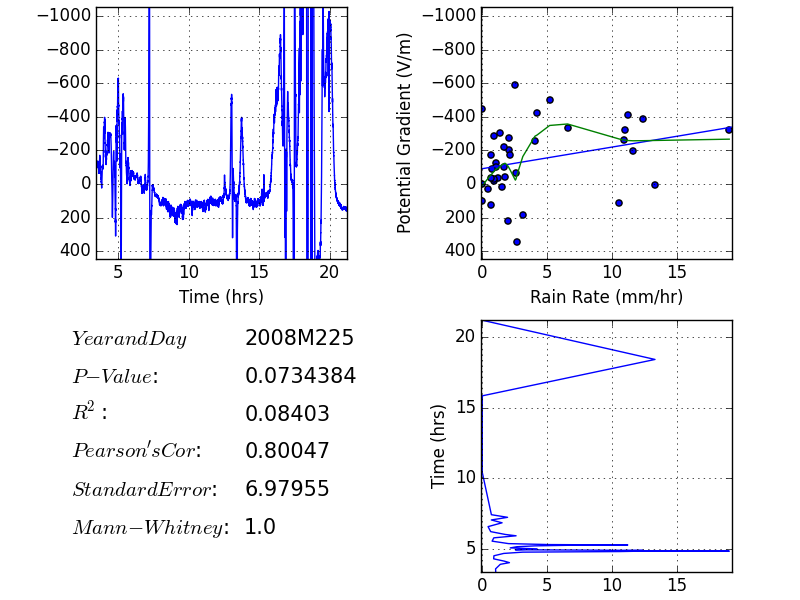 −1000 −800 −600 −400 −200 0 200 400
5 10 15 20
Time (hrs)
Potential Gradient (V/m)
−1000 −800 −600 −400 −200 0 200 400
0 5 10 15
Rain Rate (mm/hr)
YearandDay 2008M225
P−Value: 0.0734384
R²: 0.08403
Pearson'sCor: 0.80047
StandardError: 6.97955
Mann−Whitney: 1.0
Time (hrs)
20 15 10 5
0 5 10 15